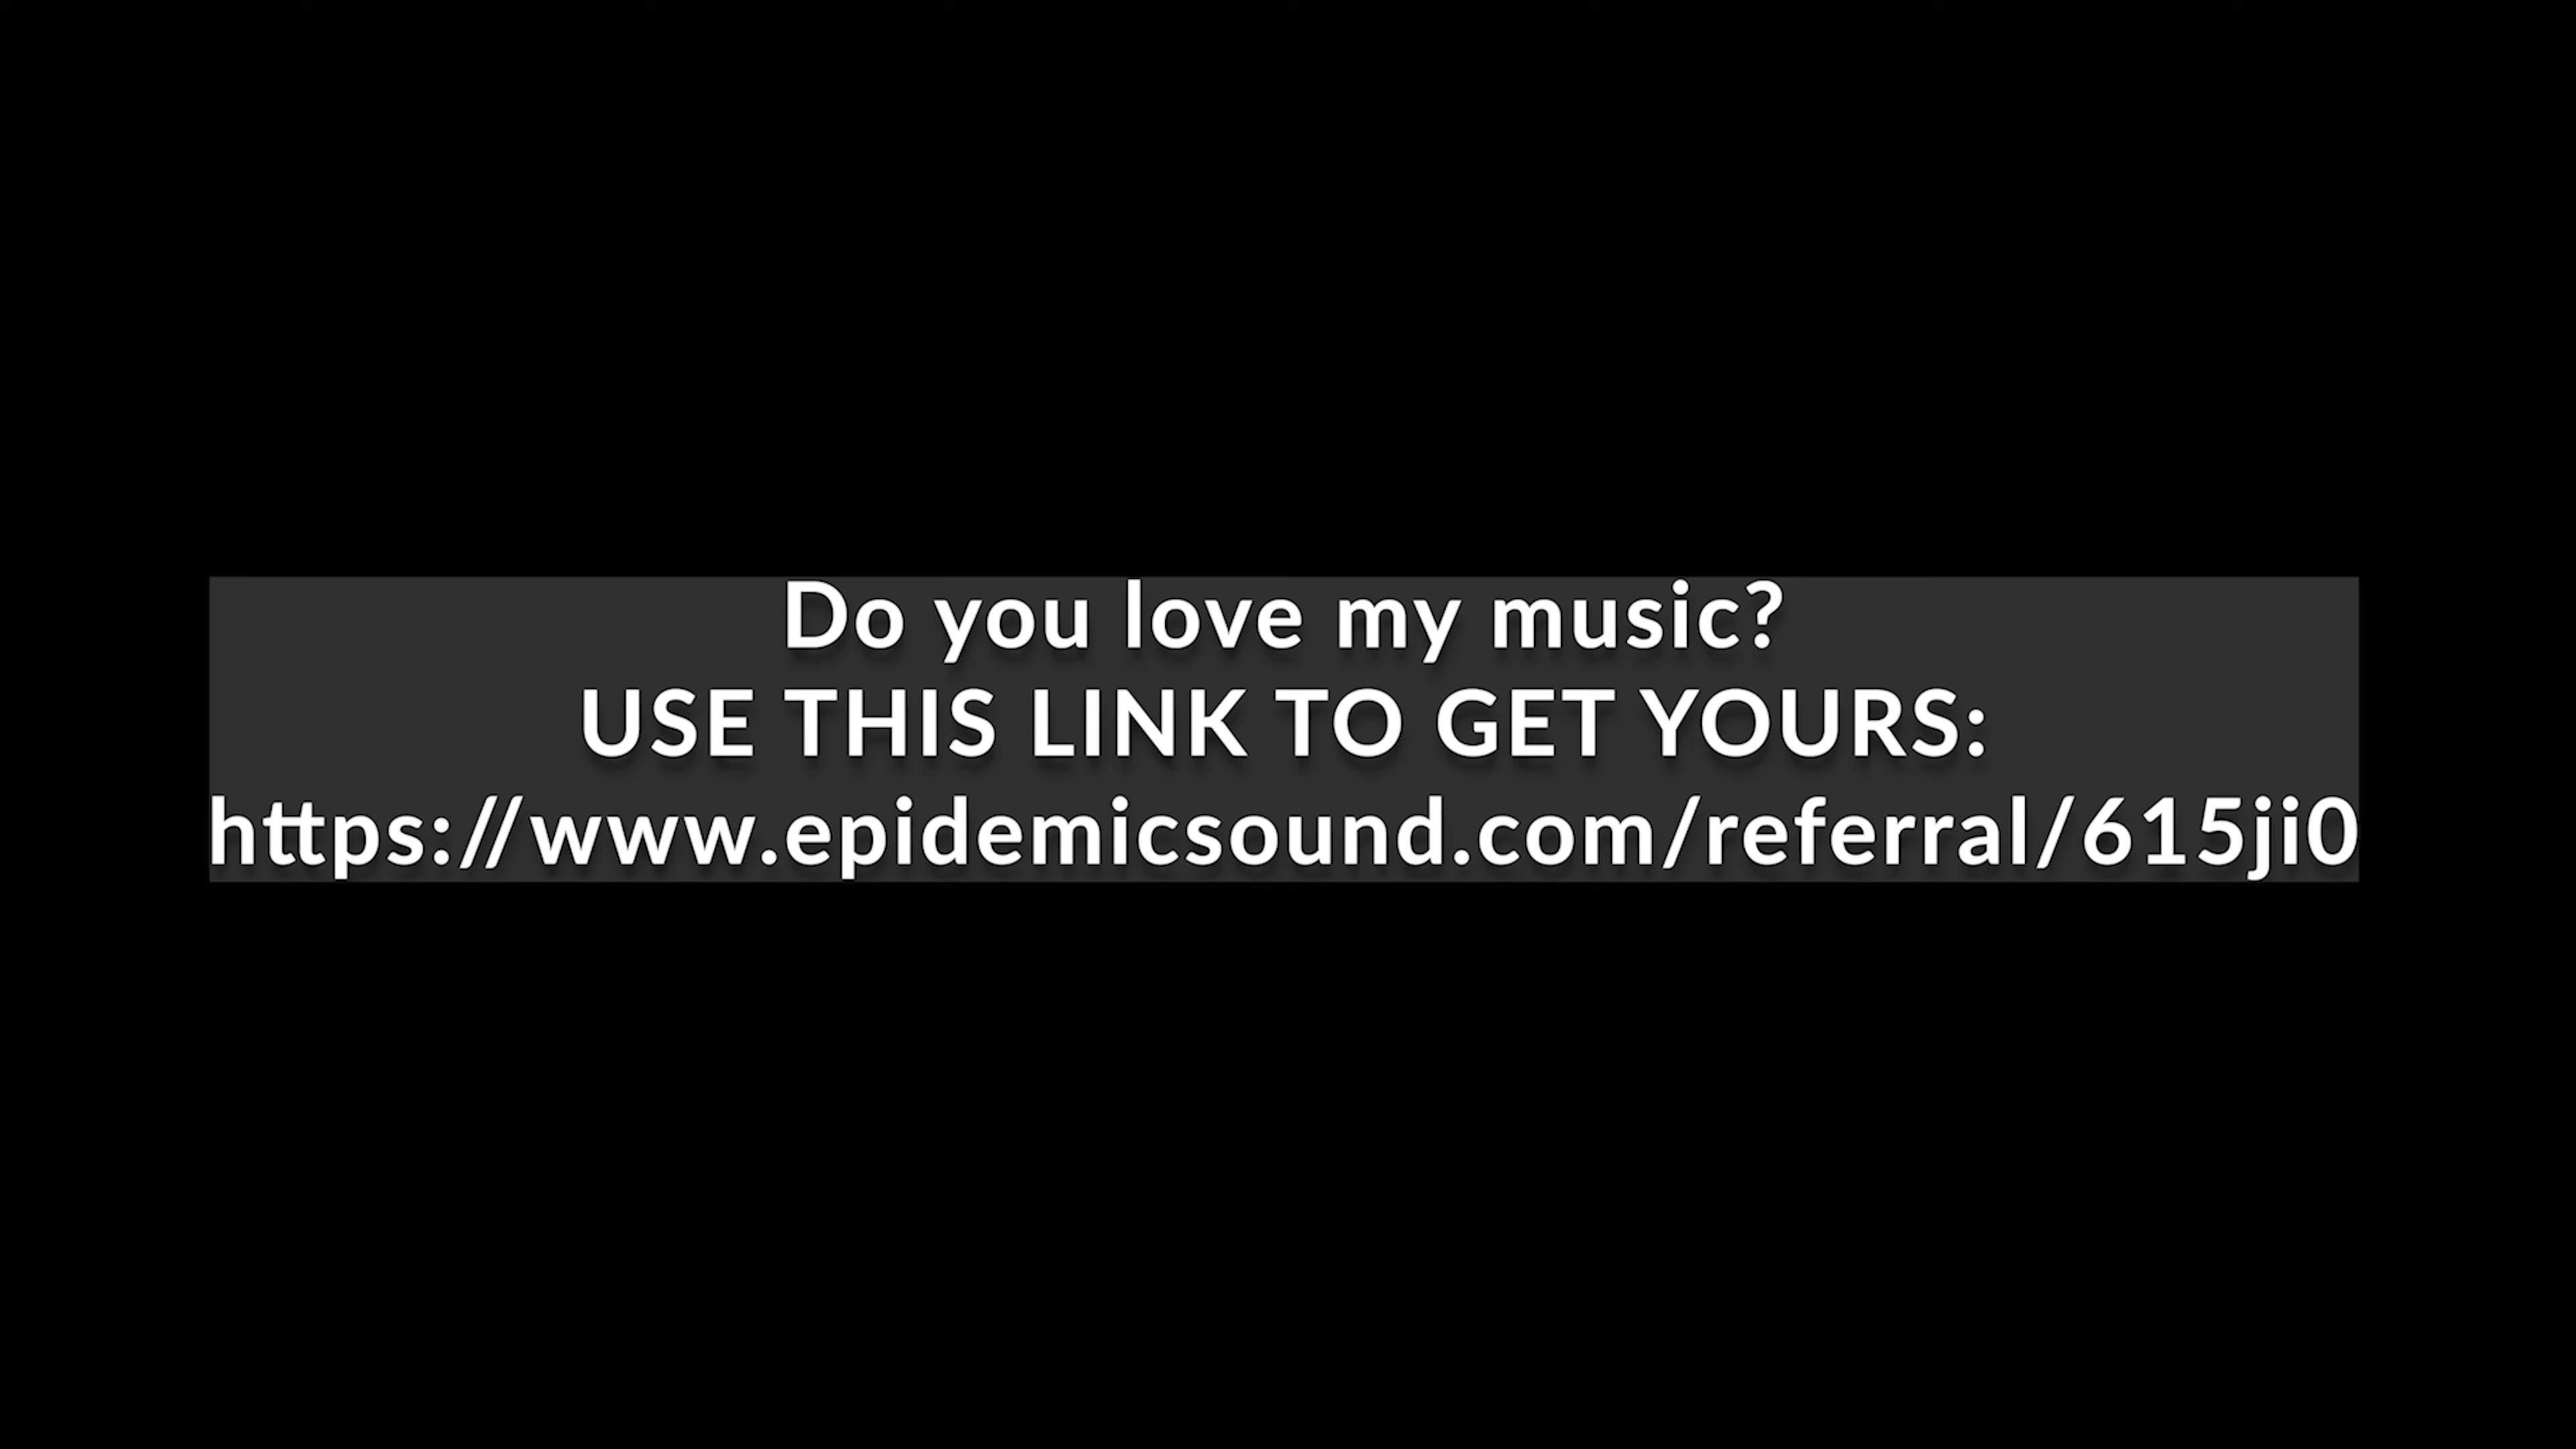 Do you love my music?
USE THIS LINK TO GET YOURS:
https://www.epidemicsound.com/referral/615ji0